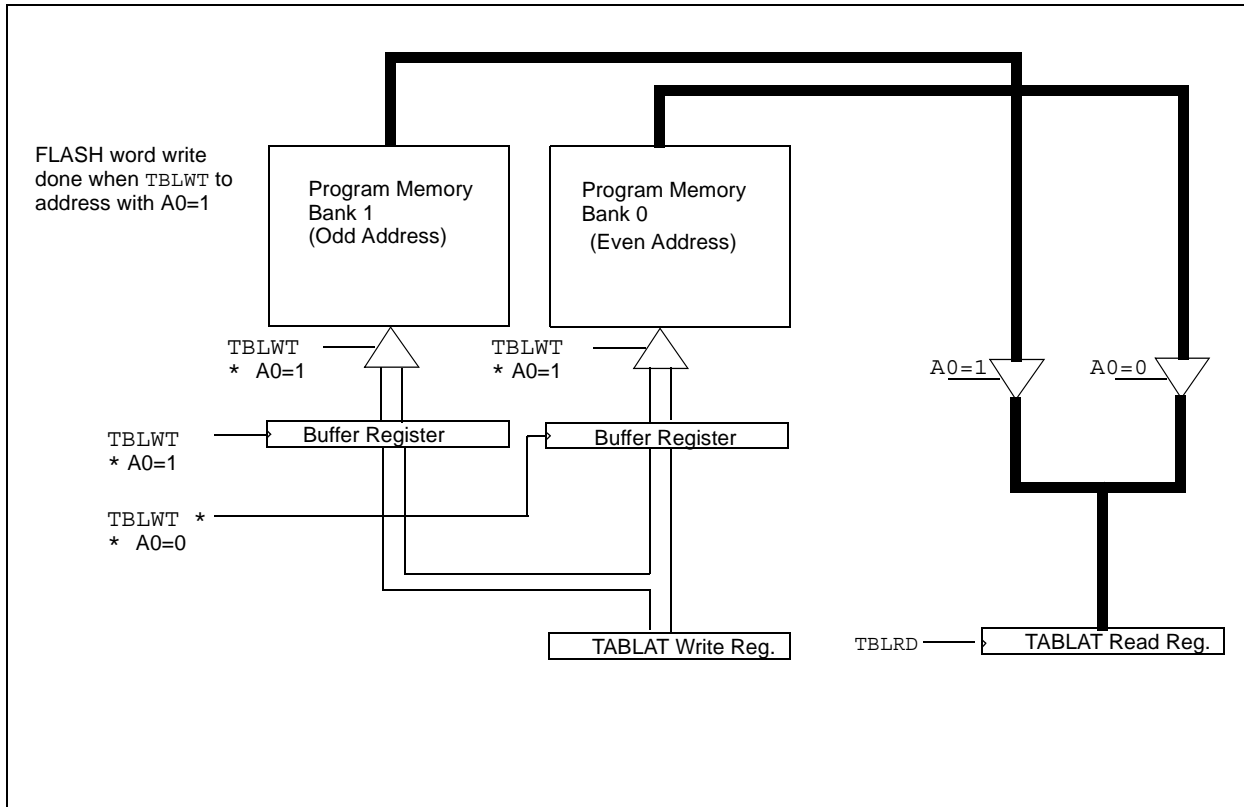 FLASH word write
done when TBLWT to
address with A0=1
Program Memory
Bank 1
(Odd Address)
Program Memory
Bank 0
(Even Address)
TBLWT
* A0=1
TBLWT
* A0=1
A0=1
A0=0
TBLWT
* A0=1
Buffer Register
Buffer Register
TBLWT *
* A0=0
TABLAT Write Reg.
TBLRD
TABLAT Read Reg.